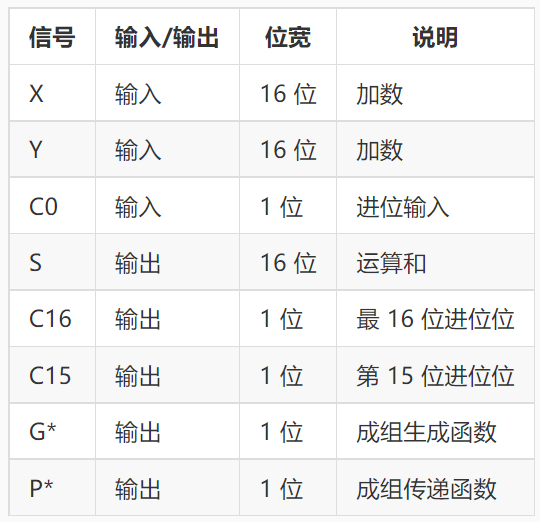 信号 输入/输出 位宽 说明
X 输入 16 位 加数
Y 输入 16 位 加数
C0 输入 1 位 进位输入
S 输出 16 位 运算和
C16 输出 1 位 最 16 位进位位
C15 输出 1 位 第 15 位进位位
G* 输出 1 位 成组生成函数
P* 输出 1 位 成组传递函数